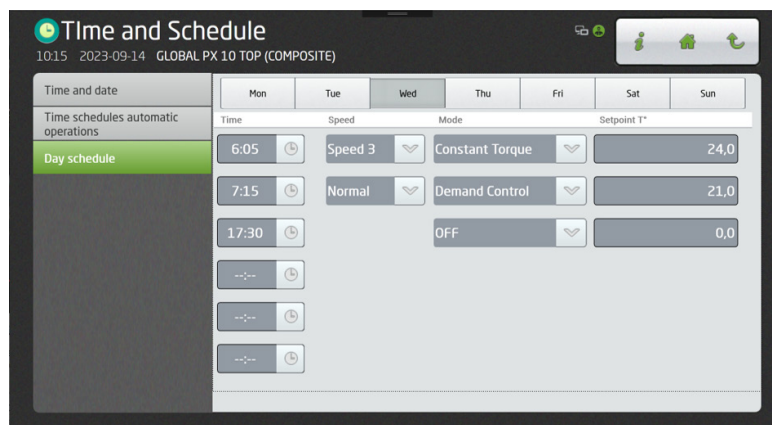 TIme and Schedule
10:15 2023-09-14 GLOBAL PX 10 TOP (COMPOSITE)
Time and date
Time schedules automatic
operations
Day schedule
Mon Tue Wed Thu Fri Sat Sun
Time Speed Mode Setpoint T°
6:05 Speed 3 Constant Torque 24,0
7:15 Normal Demand Control 21,0
17:30 OFF 0,0
--:--
--:--
--:--